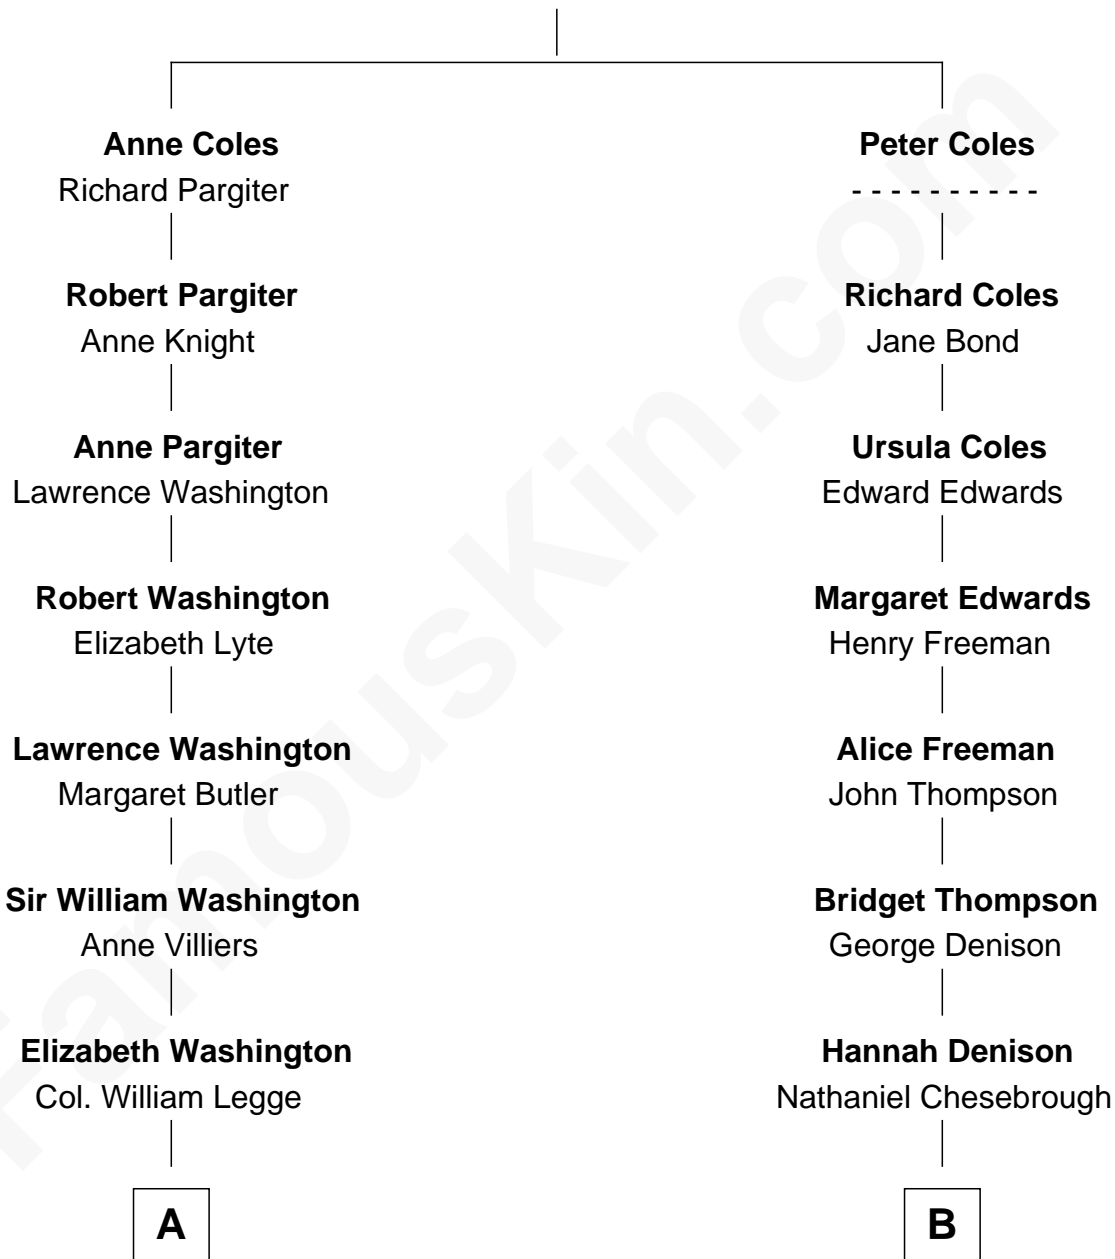 Anne Coles
Richard Pargiter
Peter Coles
- - - - - - - - - -
Robert Pargiter
Anne Knight
Richard Coles
Jane Bond
Anne Pargiter
Lawrence Washington
Ursula Coles
Edward Edwards
Robert Washington
Elizabeth Lyte
Margaret Edwards
Henry Freeman
Lawrence Washington
Margaret Butler
Alice Freeman
John Thompson
Sir William Washington
Anne Villiers
Bridget Thompson
George Denison
Elizabeth Washington
Col. William Legge
Hannah Denison
Nathaniel Chesebrough
A
B
FamousKin.com